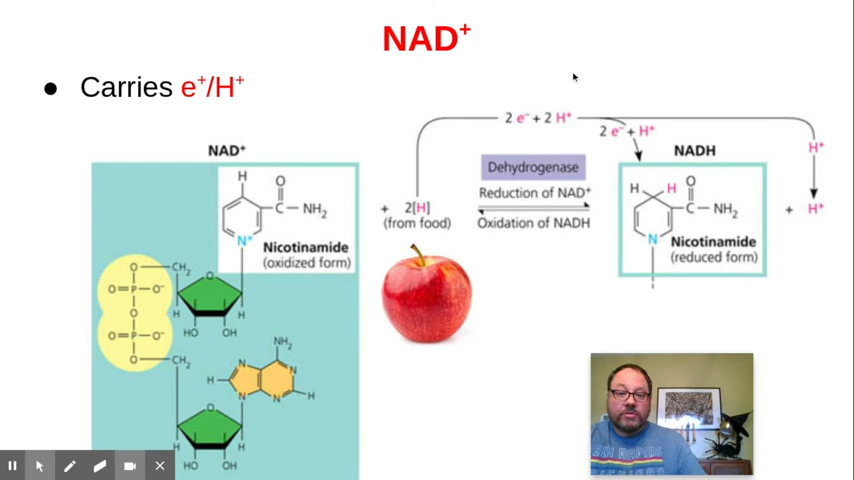 NAD⁺
● Carries e⁺/H⁺
2 e⁻ + 2 H⁺
2 e⁻ + H⁺
H⁺
NAD⁺
Dehydrogenase
NADH
Reduction of NAD⁺
Oxidation of NADH
+ 2[H]
(from food)
H
O
C
NH₂
N⁺
Nicotinamide
(oxidized form)
H H O
C
NH₂
N
Nicotinamide
(reduced form)
+ H⁺
O CH₂
O P O⁻
O
O P O⁻
O CH₂
O
H H
HO OH
NH₂
N N
H
N N H
O
H H
HO OH